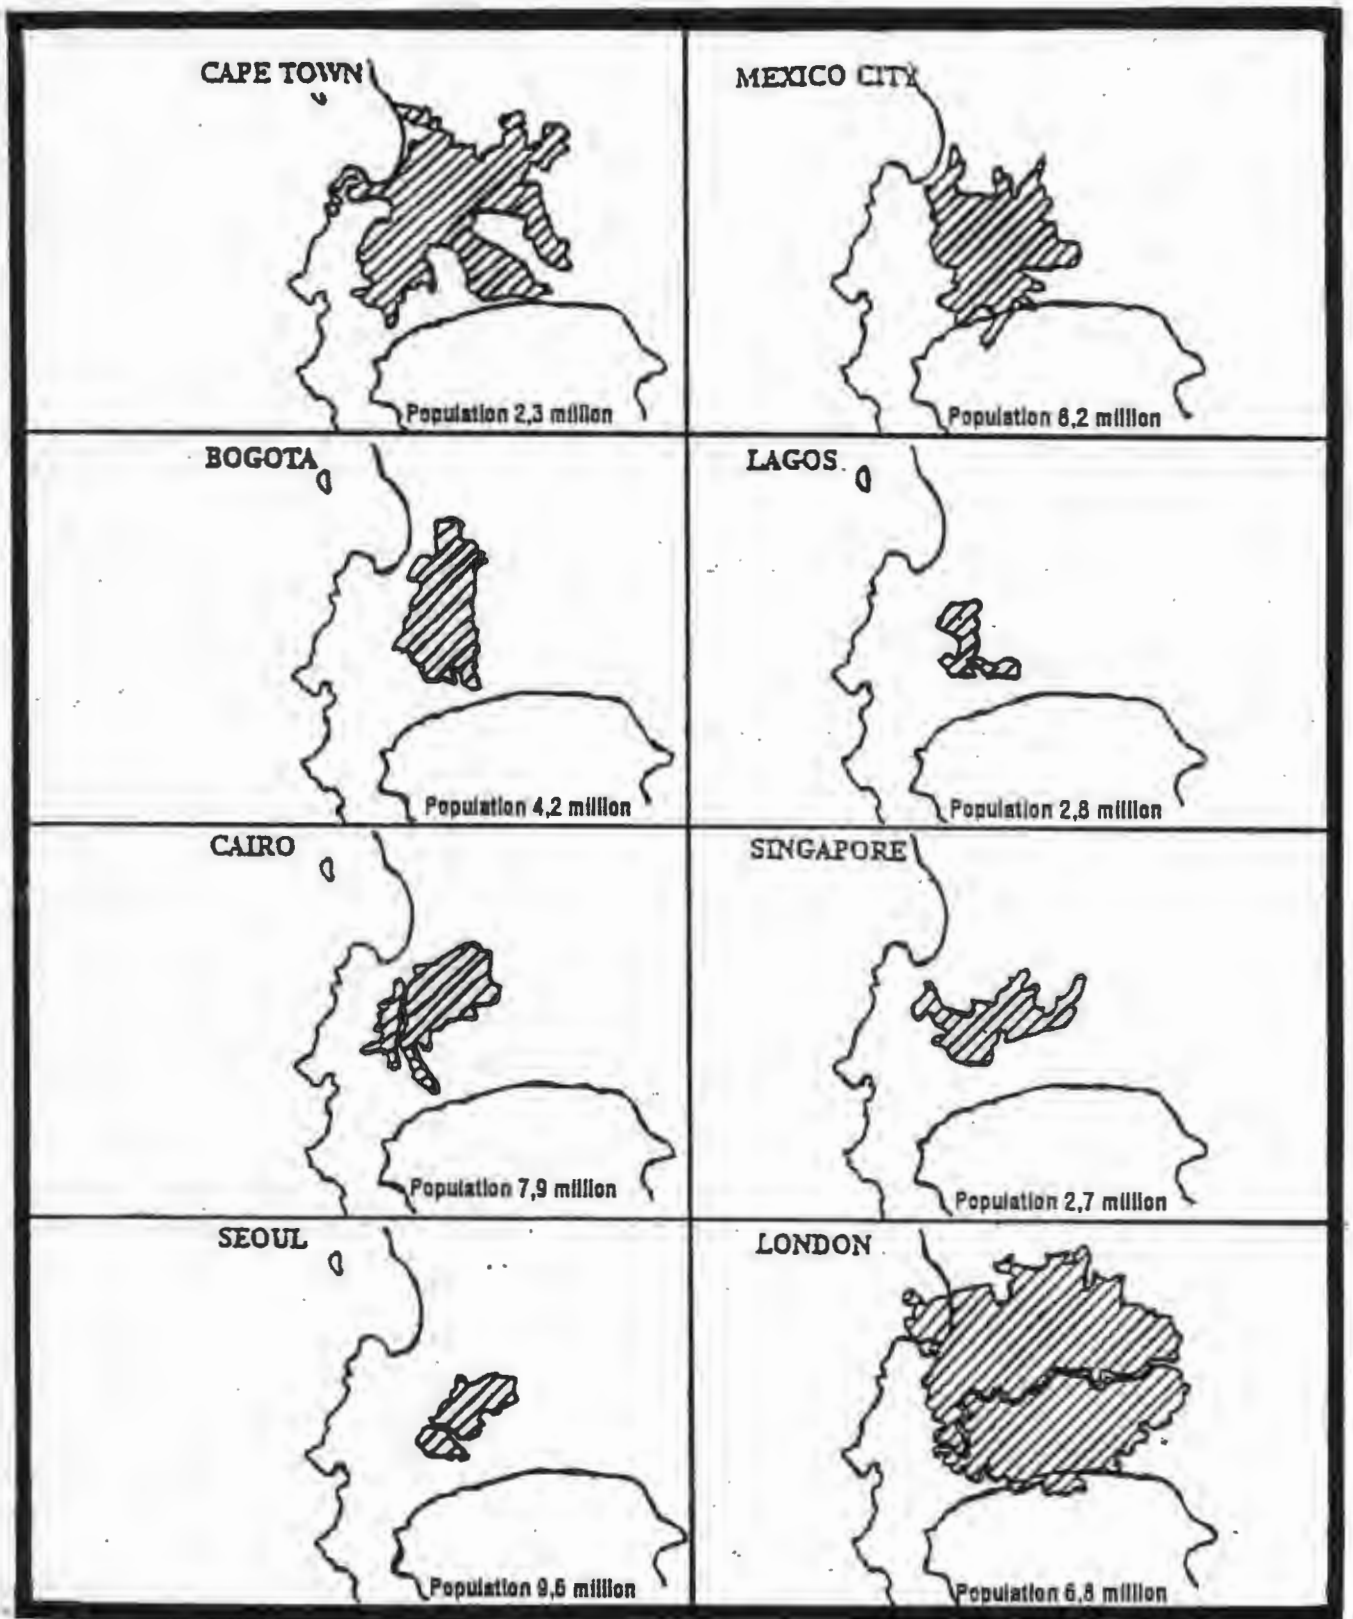 CAPE TOWN
Population 2,3 million
MEXICO CITY
Population 8,2 million
BOGOTA
Population 4,2 million
LAGOS
Population 2,8 million
CAIRO
Population 7,9 million
SINGAPORE
Population 2,7 million
SEOUL
Population 9,6 million
LONDON
Population 6,8 million